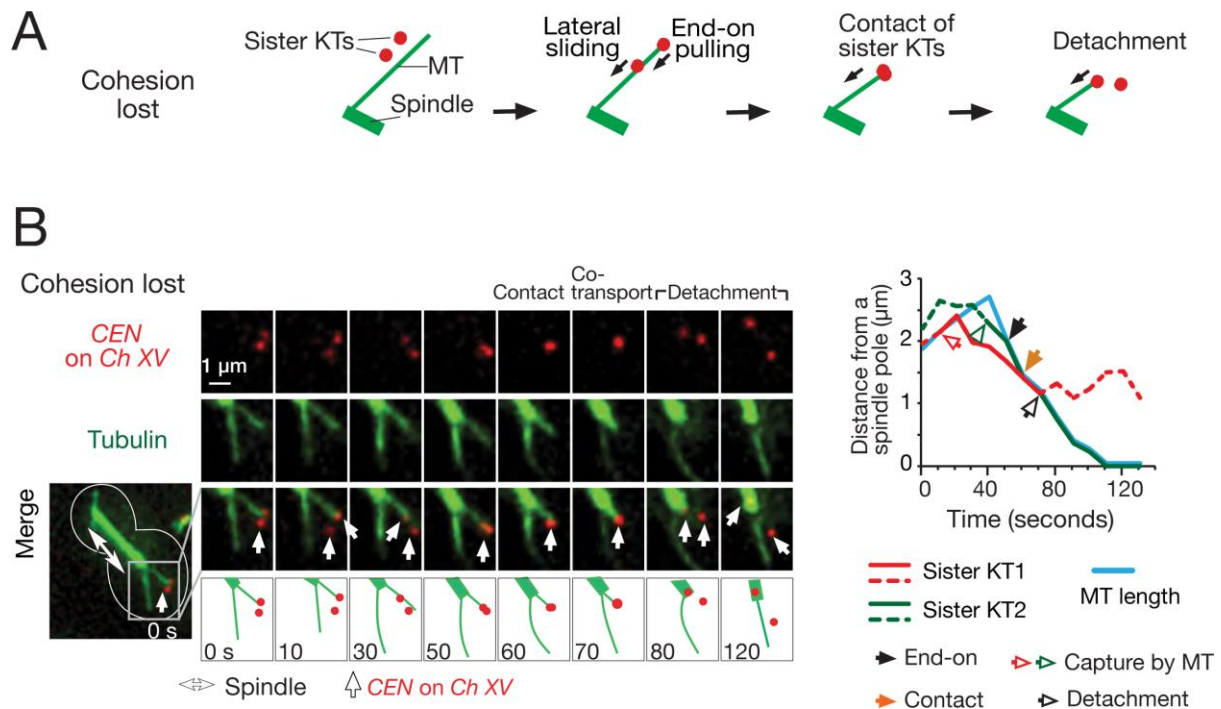 A
Cohesion
lost
Sister KTs
MT
Spindle
Lateral
sliding
End-on
pulling
Contact of
sister KTs
Detachment
B
Cohesion lost
Contact
Co-
transport
Detachment
CEN
on Ch XV
1 µm
Tubulin
Merge
0 s
0 s
10
30
50
60
70
80
120
Spindle
CEN on Ch XV
Distance from a
spindle pole (µm)
3
2
1
0
0
40
80
120
Time (seconds)
Sister KT1
Sister KT2
MT length
End-on
Capture by MT
Contact
Detachment